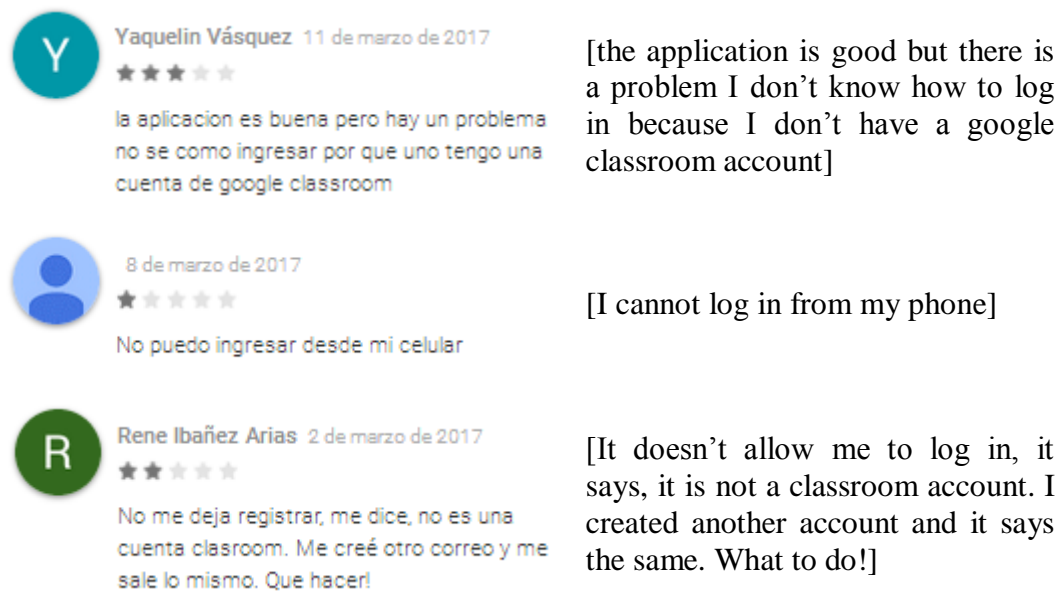 Y
Yaquelin Vásquez 11 de marzo de 2017
la aplicacion es buena pero hay un problema
no se como ingresar por que uno tengo una
cuenta de google classroom
[the application is good but there is
a problem I don’t know how to log
in because I don’t have a google
classroom account]
8 de marzo de 2017
No puedo ingresar desde mi celular
[I cannot log in from my phone]
R
Rene Ibañez Arias 2 de marzo de 2017
No me deja registrar, me dice, no es una
cuenta clasroom. Me creé otro correo y me
sale lo mismo. Que hacer!
[It doesn’t allow me to log in, it
says, it is not a classroom account. I
created another account and it says
the same. What to do!]